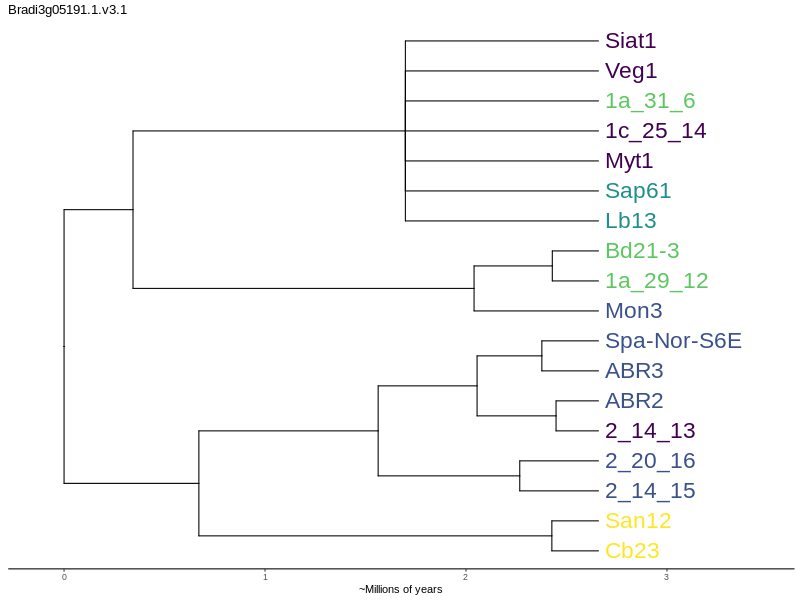 Bradi3g05191.1.v3.1
Siat1
Veg1
1a_31_6
1c_25_14
Myt1
Sap61
Lb13
Bd21-3
1a_29_12
Mon3
Spa-Nor-S6E
ABR3
ABR2
2_14_13
2_20_16
2_14_15
San12
Cb23
0 1 2 3
~Millions of years